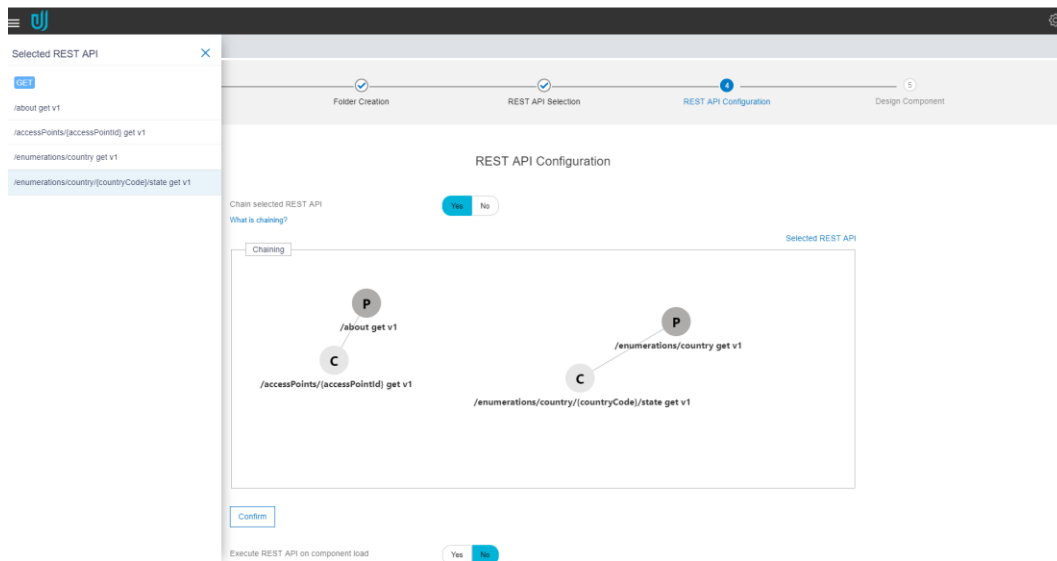 Selected REST API
GET
/about get v1
/accessPoints/{accessPointId} get v1
/enumerations/country get v1
/enumerations/country/{countryCode}/state get v1
4
5
Folder Creation
REST API Selection
REST API Configuration
Design Component
REST API Configuration
Chain selected REST API
Yes
No
What is chaining?
Selected REST API
Chaining
P
/about get v1
C
/accessPoints/{accessPointId} get v1
P
/enumerations/country get v1
C
/enumerations/country/{countryCode}/state get v1
Confirm
Execute REST API on component load
Yes
No